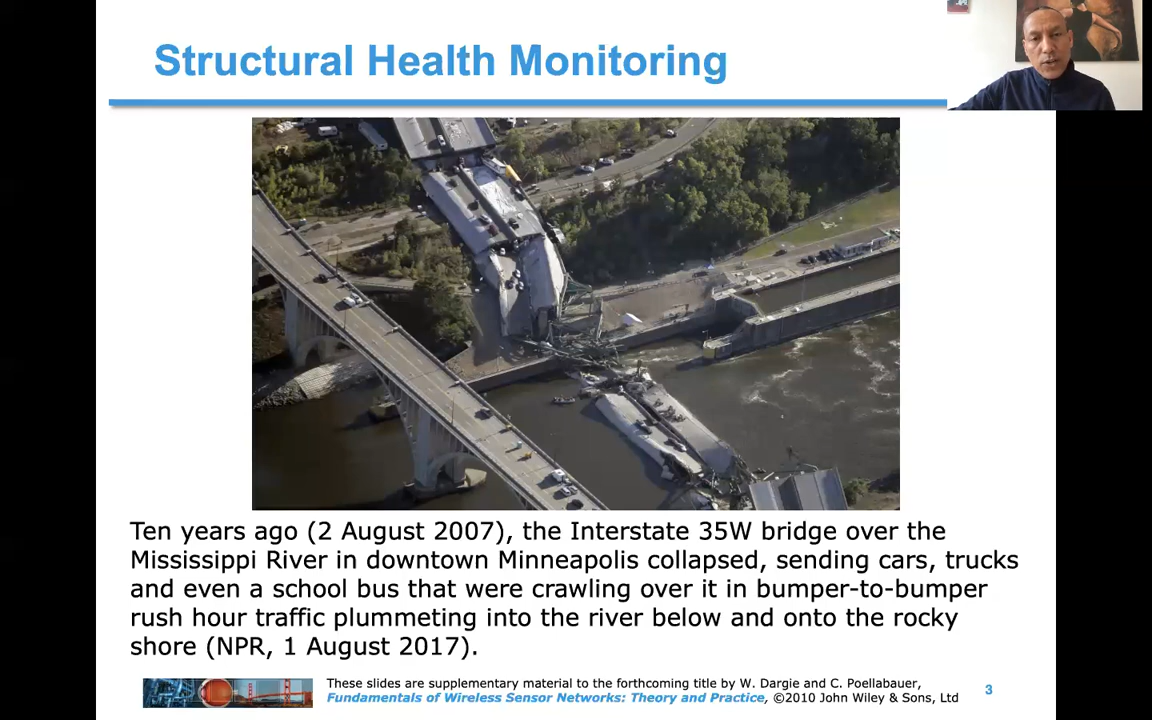 Structural Health Monitoring
Ten years ago (2 August 2007), the Interstate 35W bridge over the
Mississippi River in downtown Minneapolis collapsed, sending cars, trucks
and even a school bus that were crawling over it in bumper-to-bumper
rush hour traffic plummeting into the river below and onto the rocky
shore (NPR, 1 August 2017).
These slides are supplementary material to the forthcoming title by W. Dargie and C. Poellabauer,
Fundamentals of Wireless Sensor Networks: Theory and Practice, ©2010 John Wiley & Sons, Ltd
3